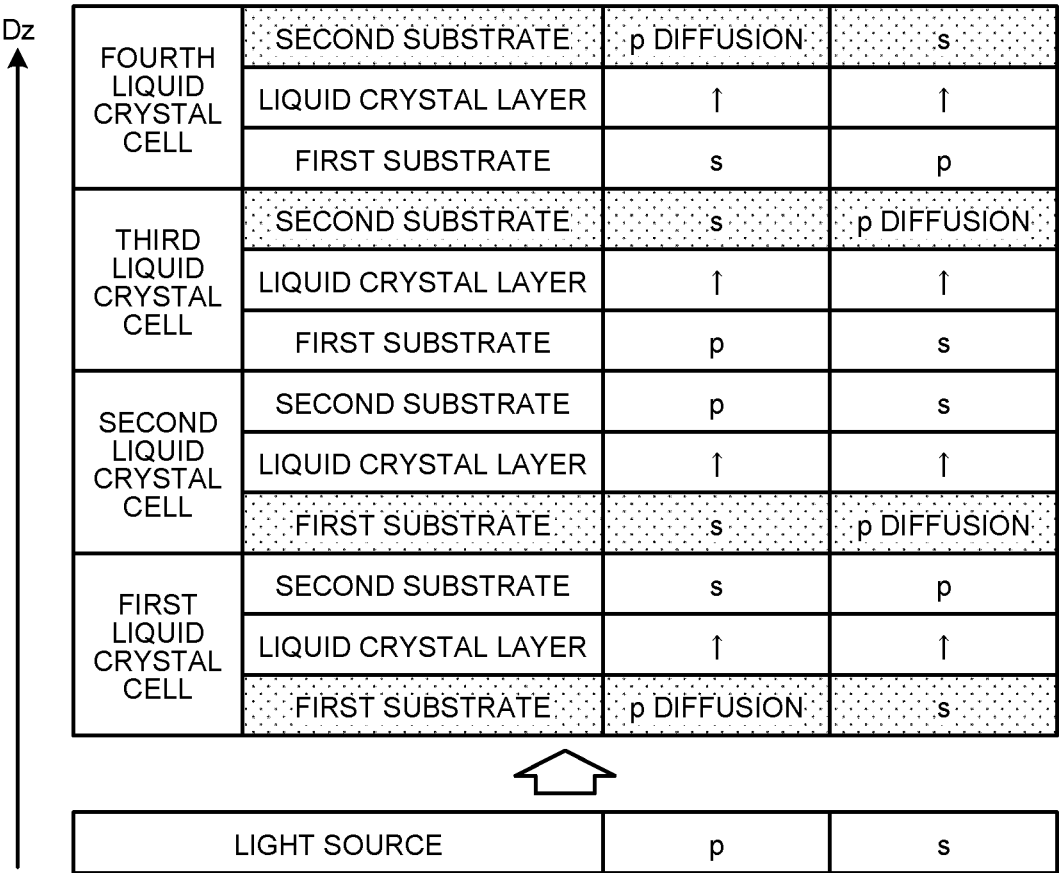 Dz
FOURTH
LIQUID
CRYSTAL
CELL
SECOND SUBSTRATE p DIFFUSION s
LIQUID CRYSTAL LAYER ↑ ↑
FIRST SUBSTRATE s p
THIRD
LIQUID
CRYSTAL
CELL
SECOND SUBSTRATE s p DIFFUSION
LIQUID CRYSTAL LAYER ↑ ↑
FIRST SUBSTRATE p s
SECOND
LIQUID
CRYSTAL
CELL
SECOND SUBSTRATE p s
LIQUID CRYSTAL LAYER ↑ ↑
FIRST SUBSTRATE s p DIFFUSION
FIRST
LIQUID
CRYSTAL
CELL
SECOND SUBSTRATE s p
LIQUID CRYSTAL LAYER ↑ ↑
FIRST SUBSTRATE p DIFFUSION s
LIGHT SOURCE p s